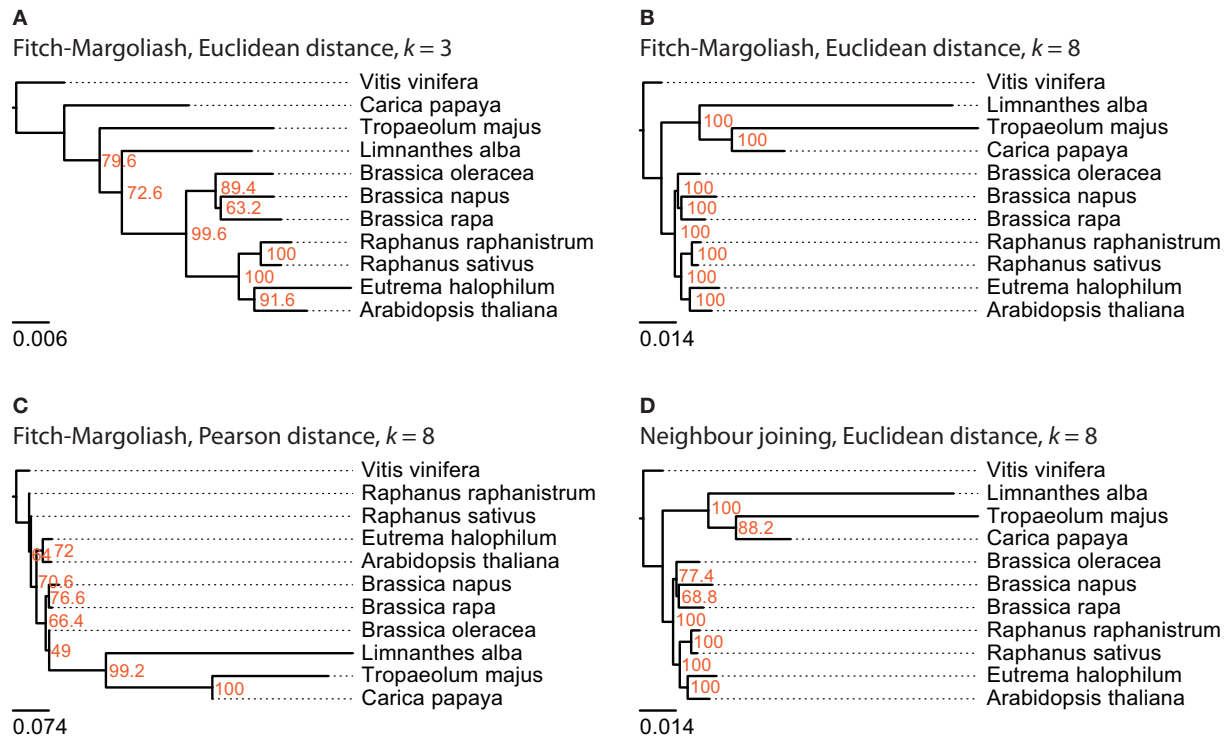 A
Fitch-Margoliash, Euclidean distance, k = 3
Vitis vinifera
Carica papaya
Tropaeolum majus
79.6
Limnanthes alba
72.6
Brassica oleracea
89.4
Brassica napus
63.2
Brassica rapa
99.6
Raphanus raphanistrum
100
Raphanus sativus
100
Eutrema halophilum
91.6
Arabidopsis thaliana
0.006
B
Fitch-Margoliash, Euclidean distance, k = 8
Vitis vinifera
Limnanthes alba
100
Tropaeolum majus
100
Carica papaya
Brassica oleracea
100
Brassica napus
100
Brassica rapa
100
Raphanus raphanistrum
100
Raphanus sativus
100
Eutrema halophilum
100
Arabidopsis thaliana
0.014
C
Fitch-Margoliash, Pearson distance, k = 8
Vitis vinifera
Raphanus raphanistrum
Raphanus sativus
Eutrema halophilum
64 72
Arabidopsis thaliana
70.6
Brassica napus
76.6
Brassica rapa
66.4
Brassica oleracea
49
Limnanthes alba
99.2
Tropaeolum majus
100
Carica papaya
0.074
D
Neighbour joining, Euclidean distance, k = 8
Vitis vinifera
Limnanthes alba
100
Tropaeolum majus
88.2
Carica papaya
Brassica oleracea
77.4
Brassica napus
68.8
Brassica rapa
100
Raphanus raphanistrum
100
Raphanus sativus
100
Eutrema halophilum
100
Arabidopsis thaliana
0.014